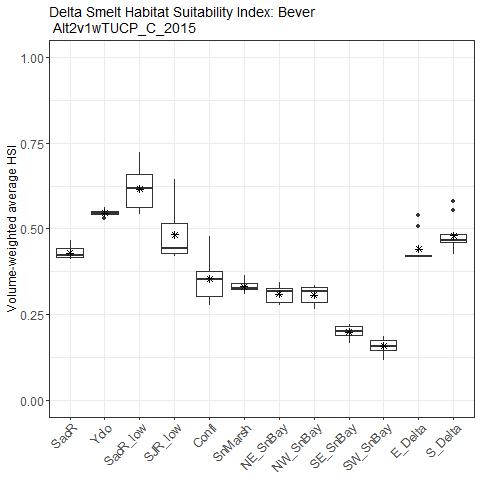 Delta Smelt Habitat Suitability Index: Bever
Alt2v1wTUCP_C_2015
Volume-weighted average HSI
1.00
0.75
0.50
0.25
0.00
SacR
Yolo
SacR_low
SJR_low
Confl
SnMarsh
NE_SnBay
NW_SnBay
SE_SnBay
SW_SnBay
E_Delta
S_Delta